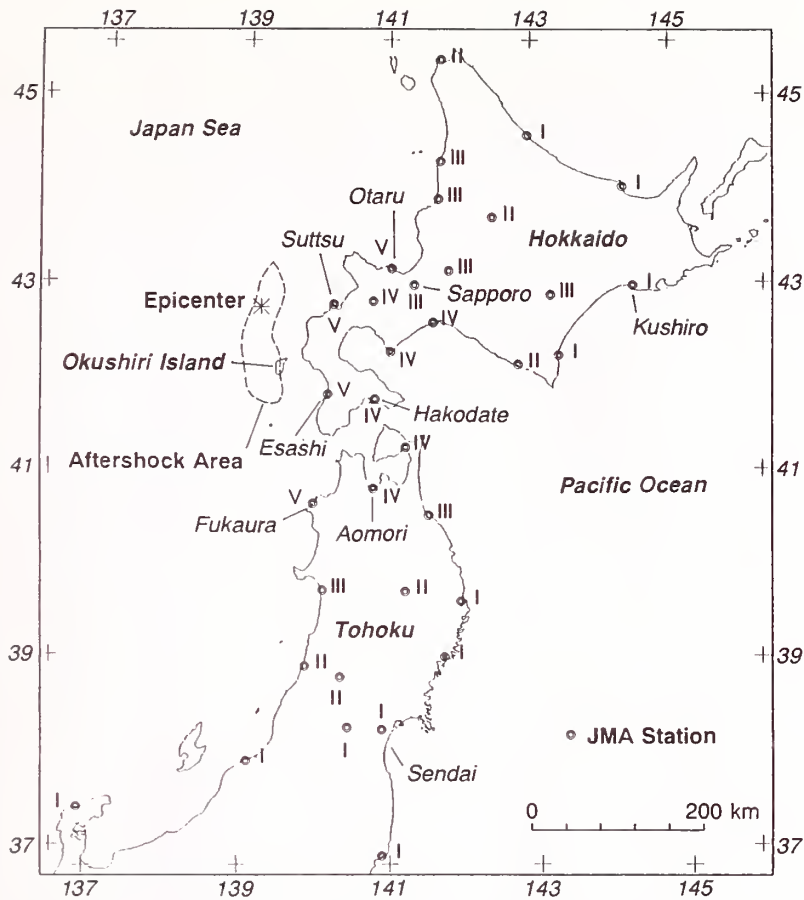 137 139 141 143 145
II
45 45
Japan Sea
I
III
I
Otaru
III
II
Suttsu
Hokkaido
V
III
43 43
Epicenter
IV
III
Sapporo
III
I
V
IV
Kushiro
Okushiri Island
IV
II
I
V
IV
Hakodate
Esashi
IV
Aftershock Area
41 41
Pacific Ocean
V
IV
III
Fukaura
Aomori
III
II
I
Tohoku
39 39
II
I
II
I
I
JMA Station
I
Sendai
I
0 200 km
37 37
I
137 139 141 143 145